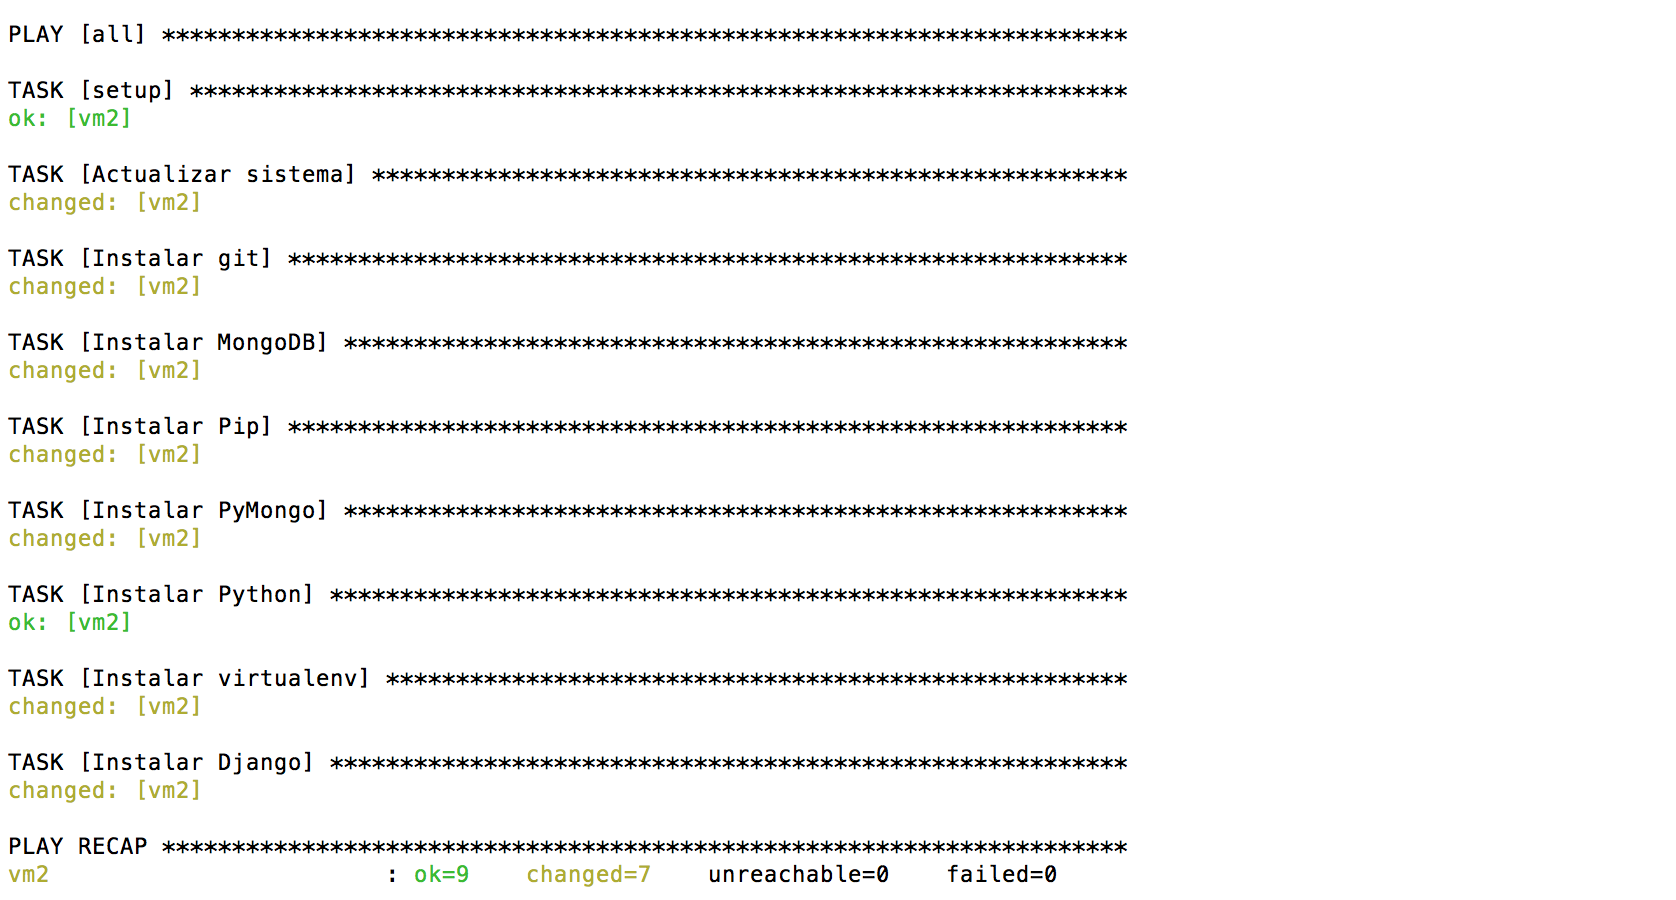 PLAY [all] *********************************************************************
TASK [setup] *******************************************************************
ok: [vm2]
TASK [Actualizar sistema] ******************************************************
changed: [vm2]
TASK [Instalar git] ************************************************************
changed: [vm2]
TASK [Instalar MongoDB] ********************************************************
changed: [vm2]
TASK [Instalar Pip] ************************************************************
changed: [vm2]
TASK [Instalar PyMongo] ********************************************************
changed: [vm2]
TASK [Instalar Python] *********************************************************
ok: [vm2]
TASK [Instalar virtualenv] *****************************************************
changed: [vm2]
TASK [Instalar Django] *********************************************************
changed: [vm2]
PLAY RECAP *********************************************************************
vm2                        : ok=9    changed=7    unreachable=0    failed=0